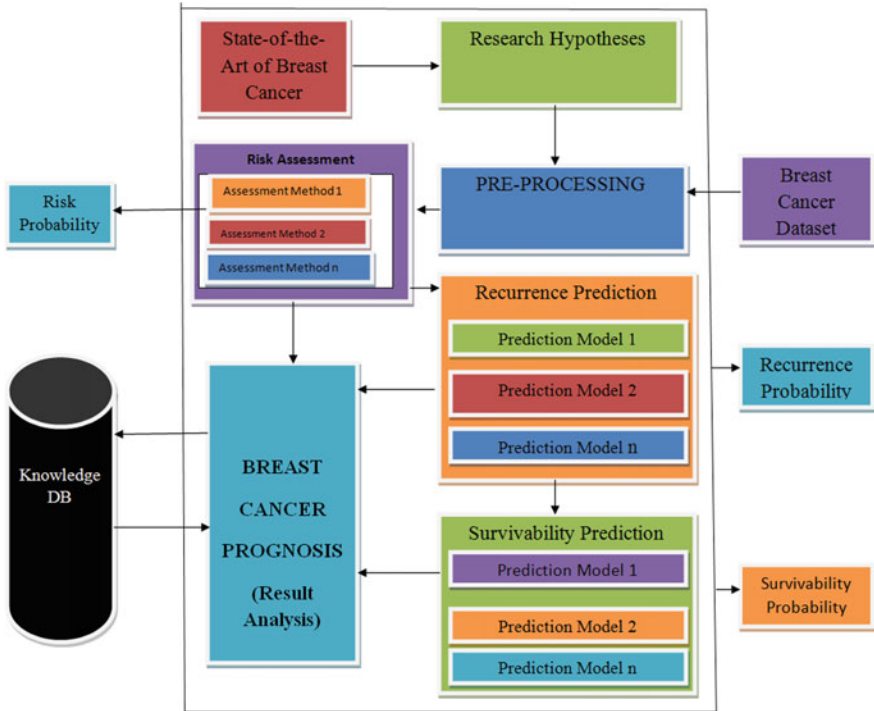 State-of-the-
Art of Breast
Cancer
Research Hypotheses
Risk Assessment
Assessment Method 1
Assessment Method 2
Assessment Method n
PRE-PROCESSING
Breast
Cancer
Dataset
Risk
Probability
Recurrence Prediction
Prediction Model 1
Prediction Model 2
Prediction Model n
Recurrence
Probability
Knowledge
DB
BREAST
CANCER
PROGNOSIS
(Result
Analysis)
Survivability Prediction
Prediction Model 1
Prediction Model 2
Prediction Model n
Survivability
Probability